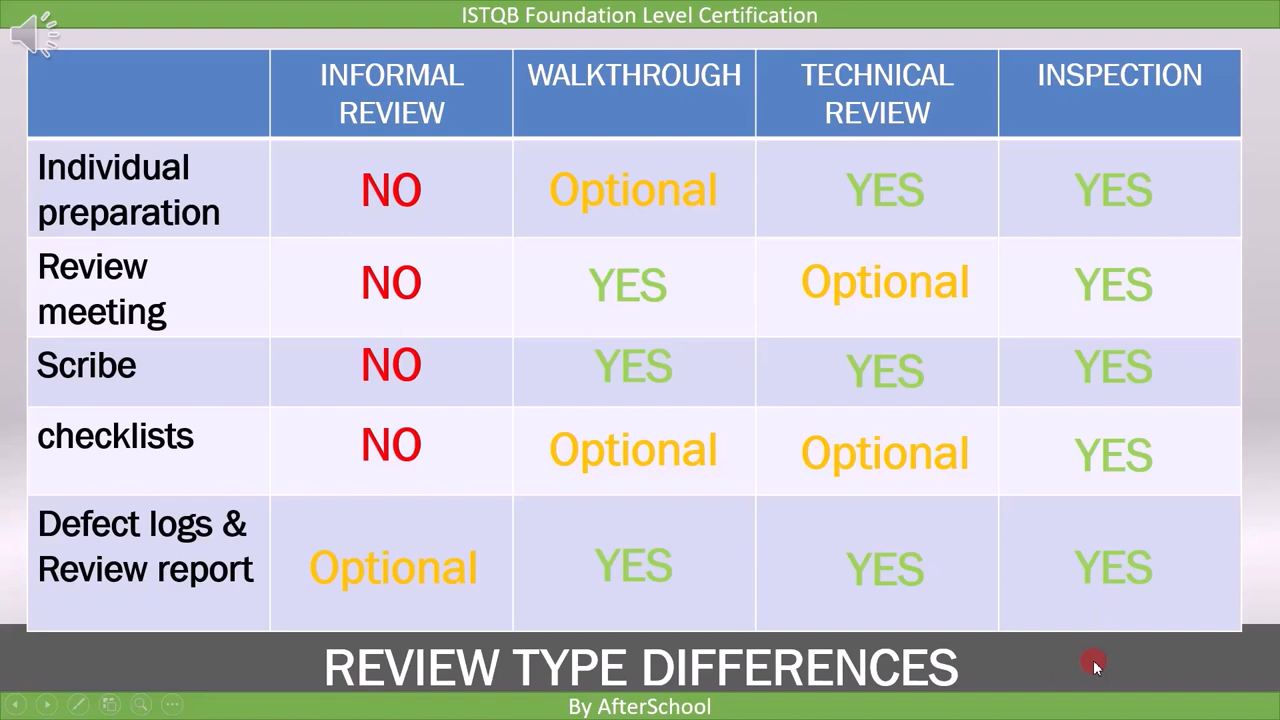 ISTQB Foundation Level Certification
INFORMAL REVIEW WALKTHROUGH TECHNICAL REVIEW INSPECTION
Individual preparation NO Optional YES YES
Review meeting NO YES Optional YES
Scribe NO YES YES YES
checklists NO Optional Optional YES
Defect logs & Review report Optional YES YES YES
REVIEW TYPE DIFFERENCES
By AfterSchool